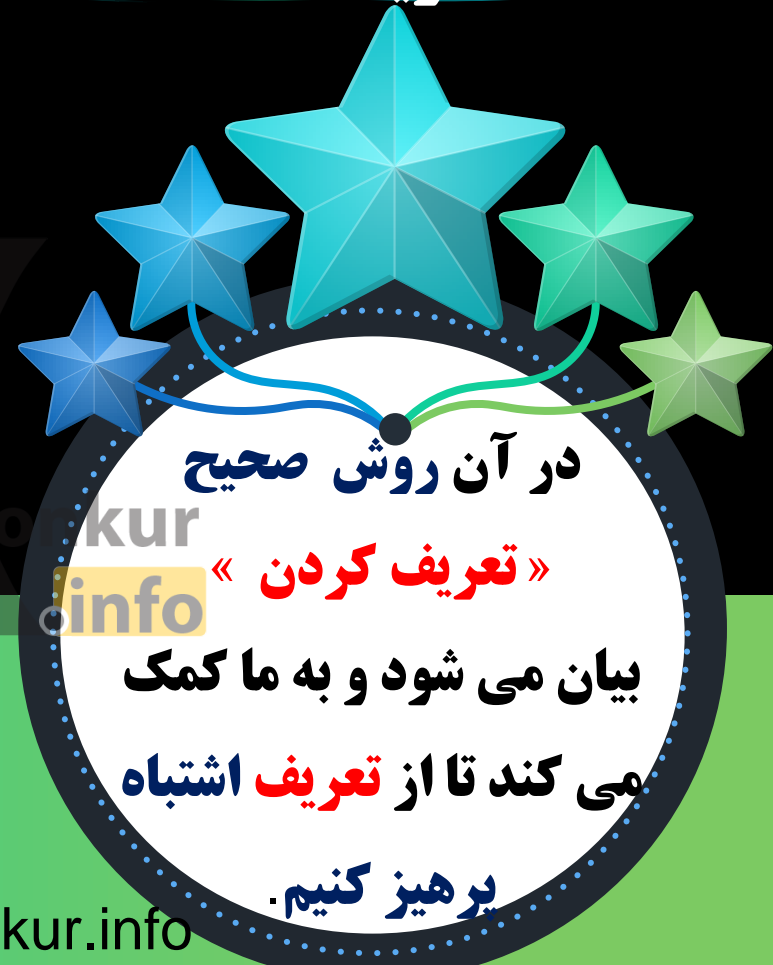 در آن روش صحیح
« تعریف کردن »
بیان می شود و به ما کمک
می کند تا از تعریف اشتباه
پرهیز کنیم.
onkur
.info
kur.info